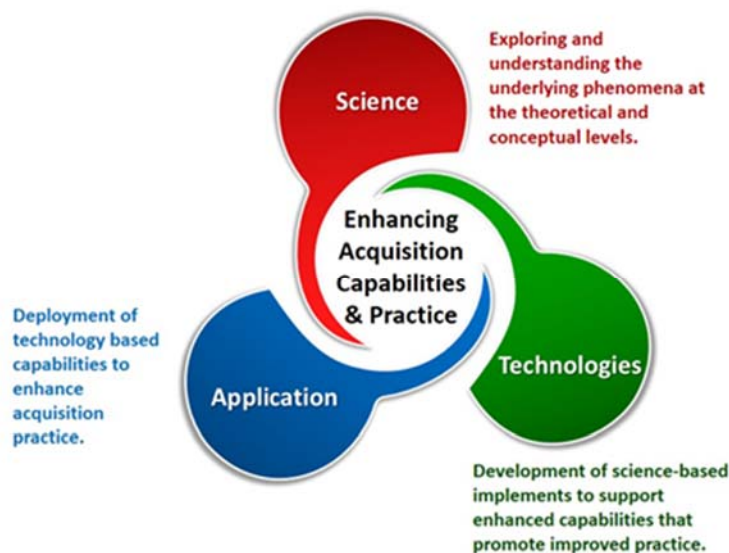 Science
Exploring and
understanding the
underlying phenomena at
the theoretical and
conceptual levels.
Enhancing
Acquisition
Capabilities
& Practice
Deployment of
technology based
capabilities to
enhance
acquisition
practice.
Application
Technologies
Development of science-based
implements to support
enhanced capabilities that
promote improved practice.